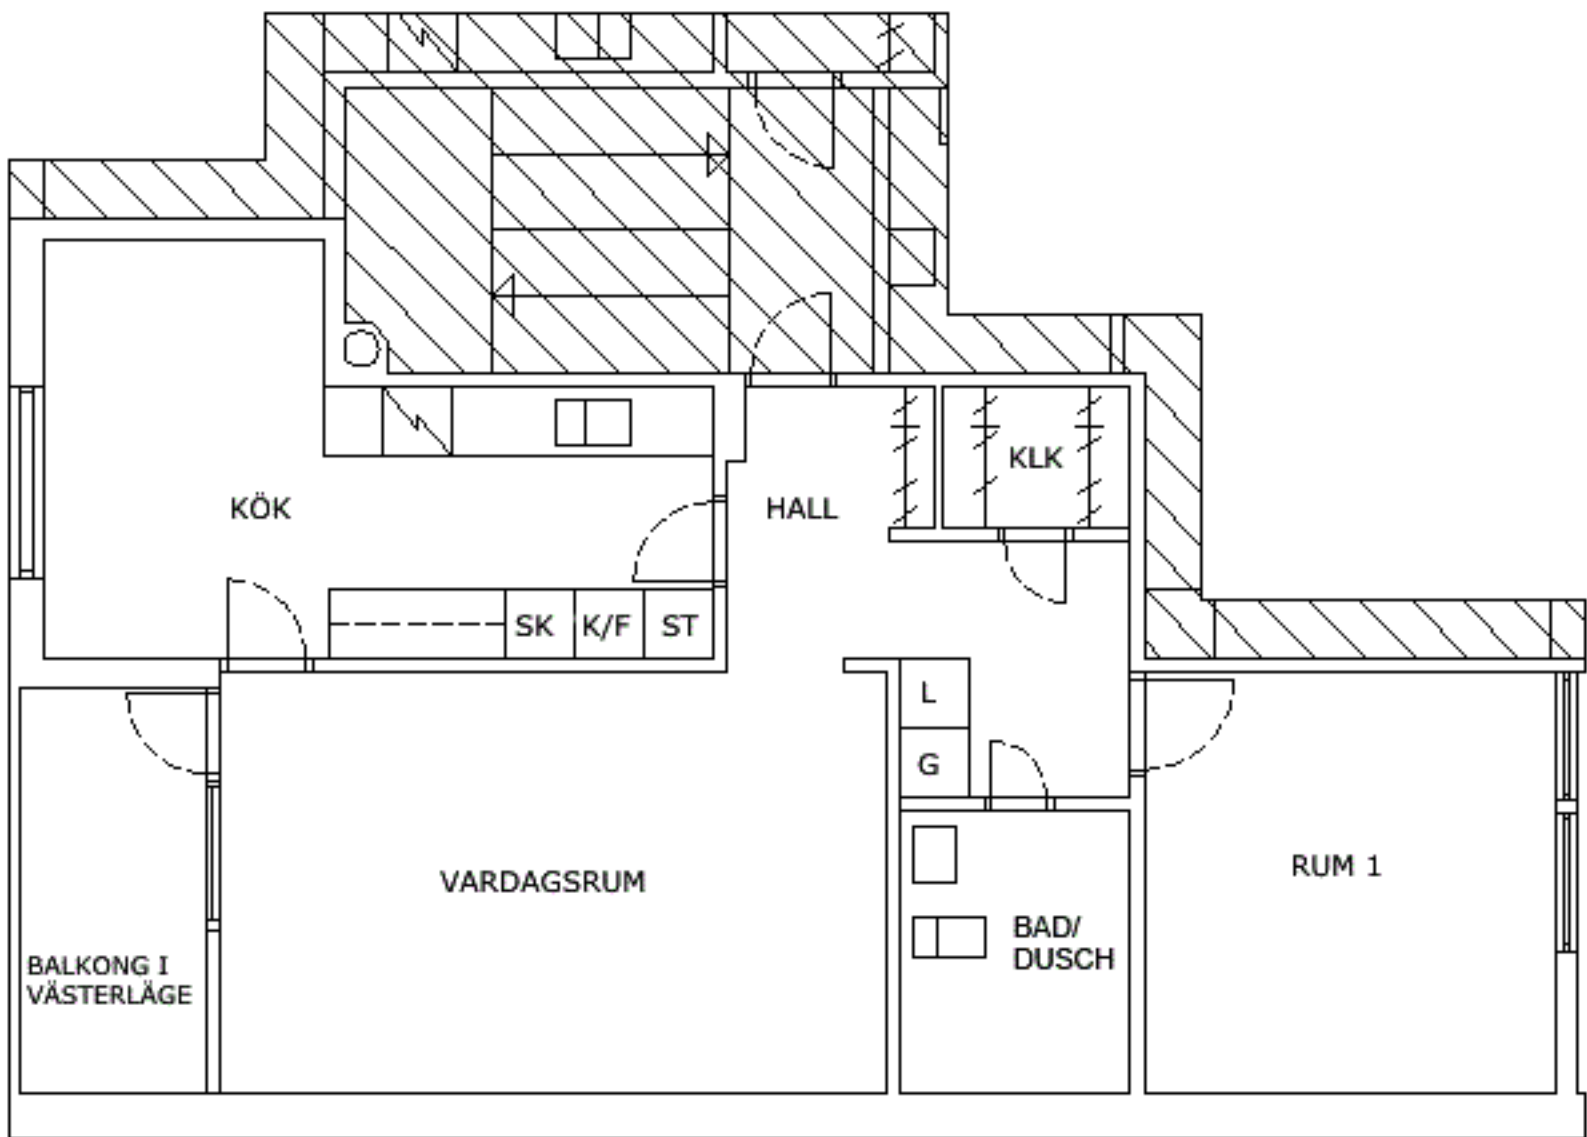 KLK
KÖK
HALL
SK K/F ST
L
G
RUM 1
VARDAGSRUM
BAD/
DUSCH
BALKONG I
VÄSTERLÄGE